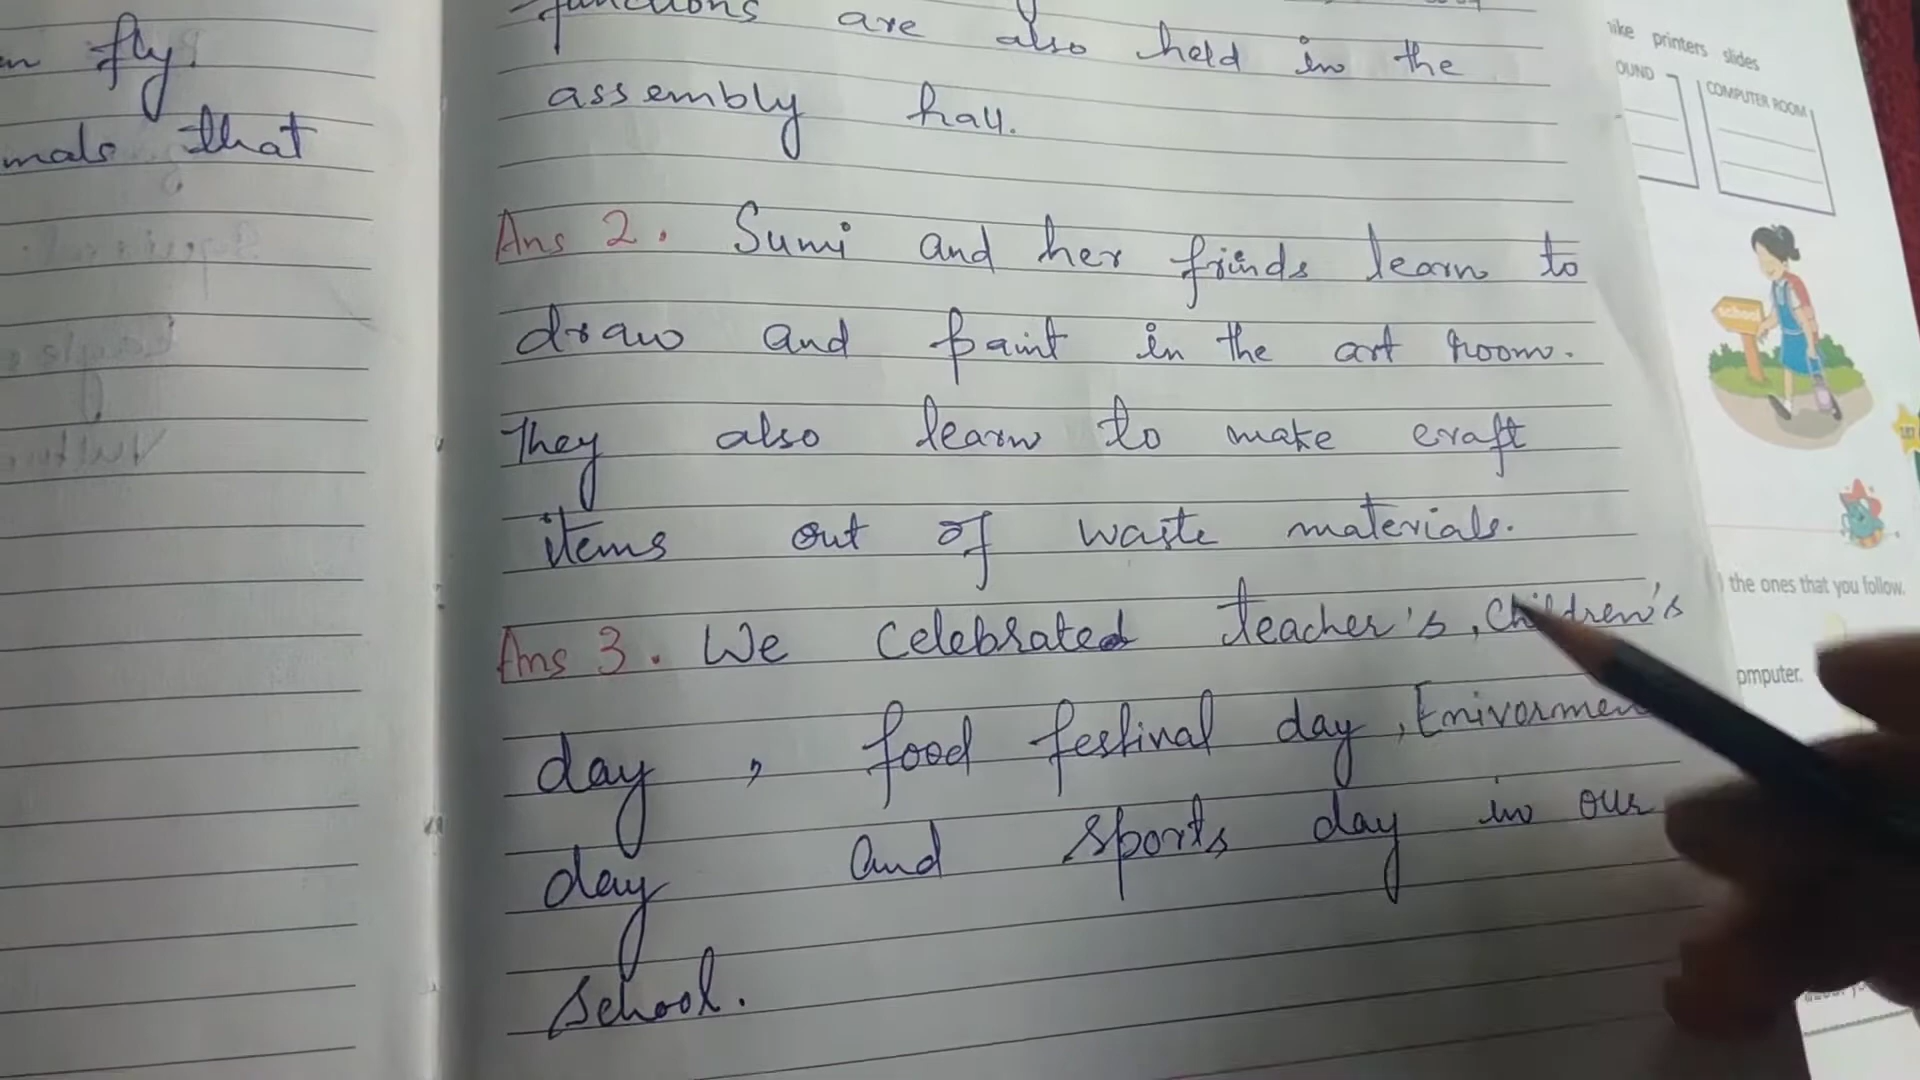 fly.
that
functions are also held in the
assembly hall.
Ans 2. Sumi and her friends learn to
draw and paint in the art room.
They also learn to make craft
items out of waste materials.
Ans 3. We celebrated teacher's, Children's
day, food festival day,
day and sports day in our
school.
like printers slides
OUND
COMPUTER ROOM
school
the ones that you follow.